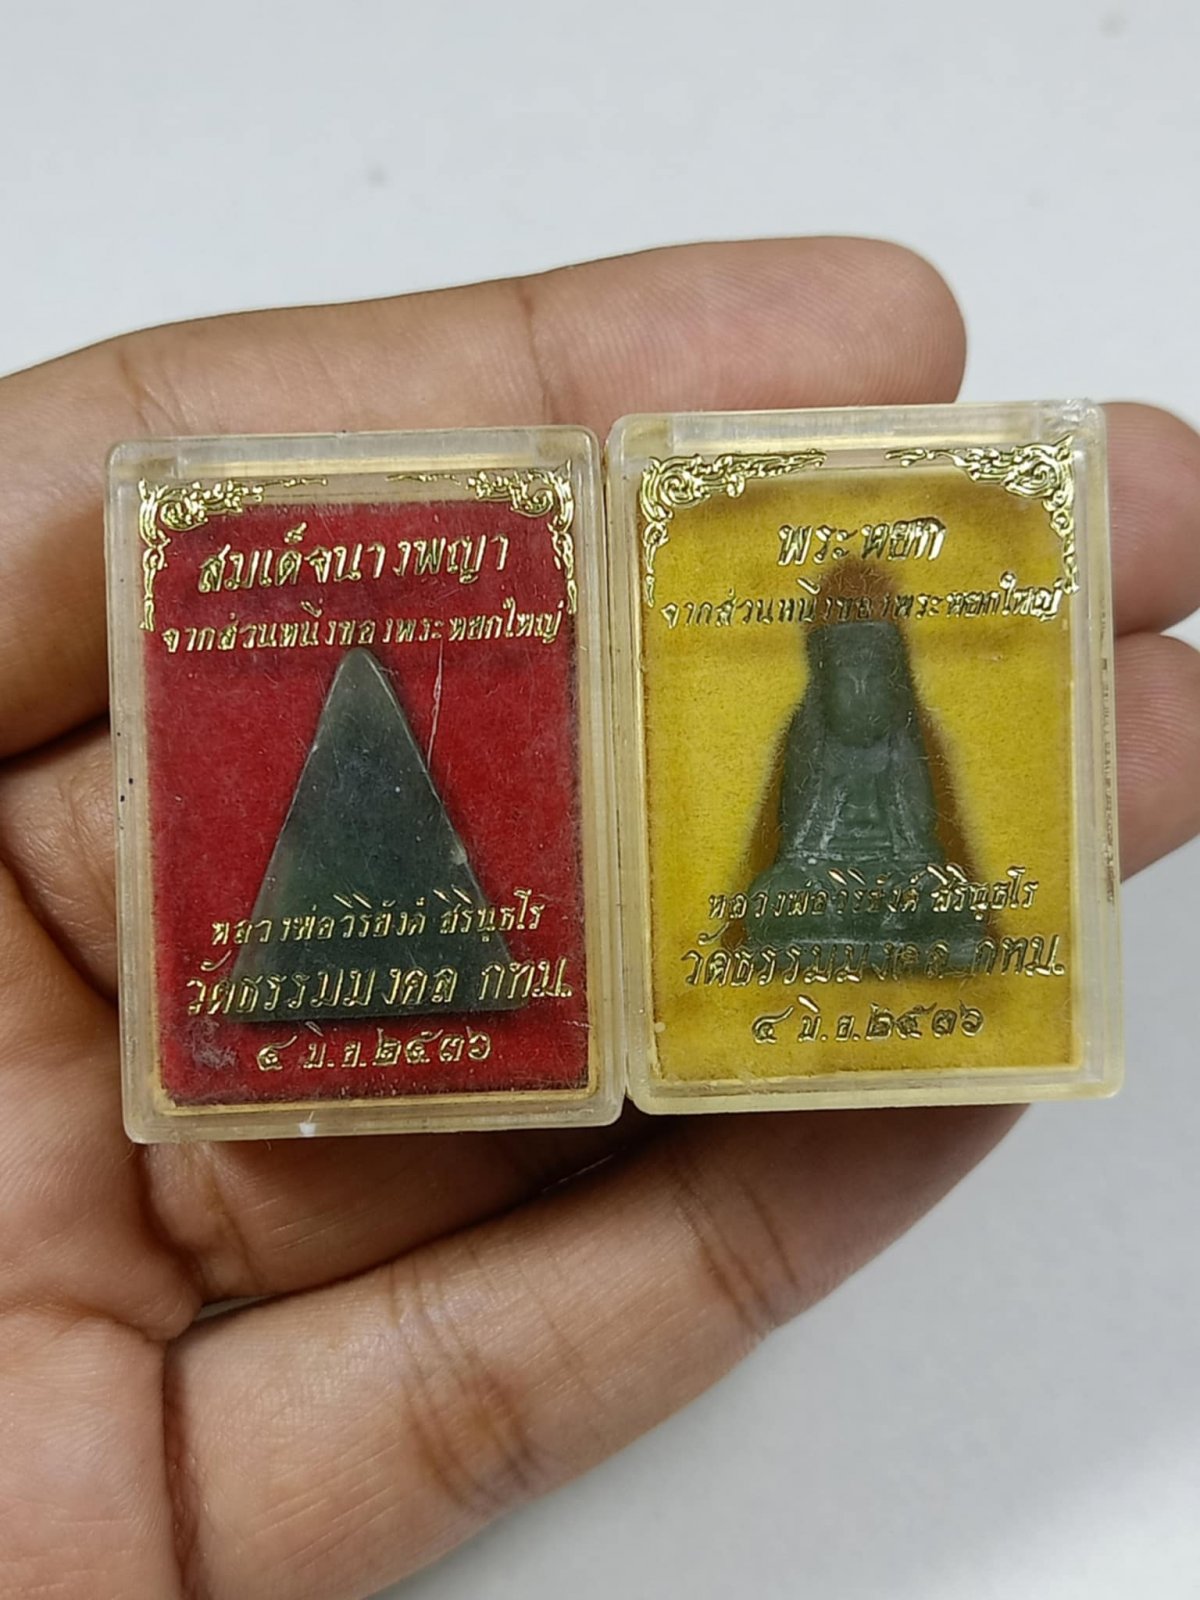 สมเด็จนางพญา
จากส่วนหนึ่งของพระหยกใหญ่
หลวงพ่อวิริยังค์ สิรินฺธโร
วัดธรรมมงคล กทม.
๔ มิ.ย.๒๕๓๖
พระหยก
จากส่วนหนึ่งของพระหยกใหญ่
หลวงพ่อวิริยังค์ สิรินฺธโร
วัดธรรมมงคล กทม.
๔ มิ.ย.๒๕๓๖